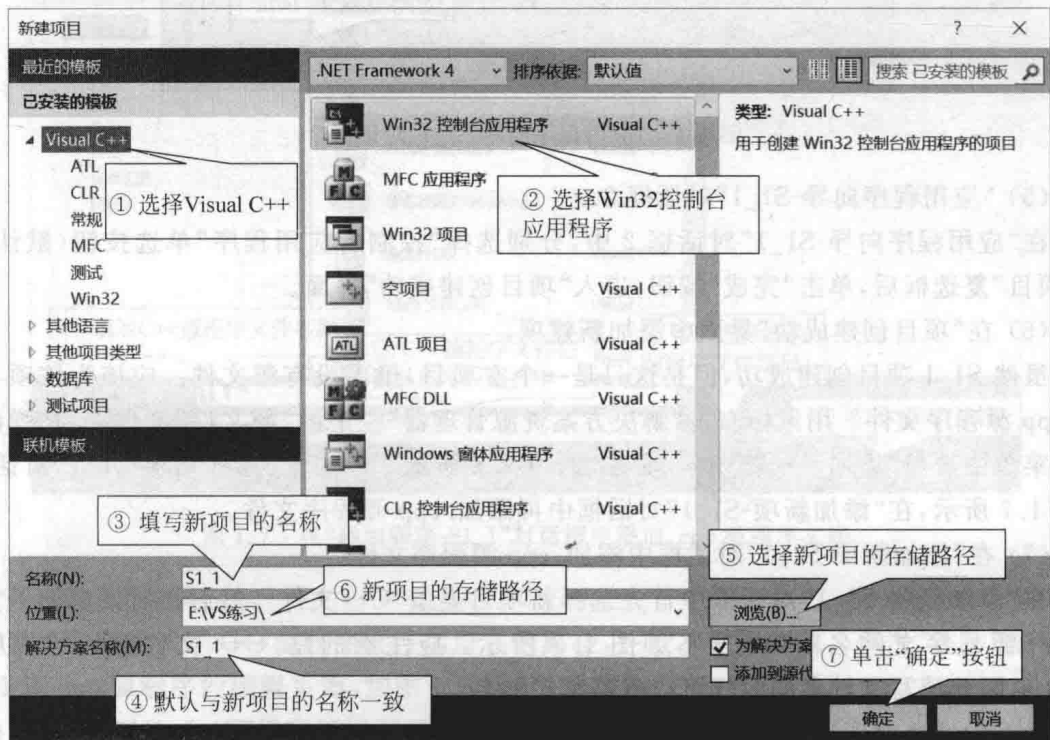 新建项目
? ×
最近的模板
.NET Framework 4 排序依据: 默认值 搜索 已安装的模板
已安装的模板
Visual C++
ATL
CLR
常规
MFC
测试
Win32
其他语言
其他项目类型
数据库
测试项目
联机模板
① 选择Visual C++
Win32 控制台应用程序 Visual C++
MFC 应用程序
Win32 项目
空项目 Visual C++
ATL 项目 Visual C++
MFC DLL Visual C++
Windows 窗体应用程序 Visual C++
CLR 控制台应用程序 Visual C++
② 选择Win32控制台
应用程序
类型: Visual C++
用于创建 Win32 控制台应用程序的项目
③ 填写新项目的名称
⑤ 选择新项目的存储路径
名称(N): S1_1
⑥ 新项目的存储路径
位置(L): E:\VS练习\
浏览(B)...
解决方案名称(M): S1_1
为解决方案
添加到源代
⑦ 单击“确定”按钮
④ 默认与新项目的名称一致
确定 取消